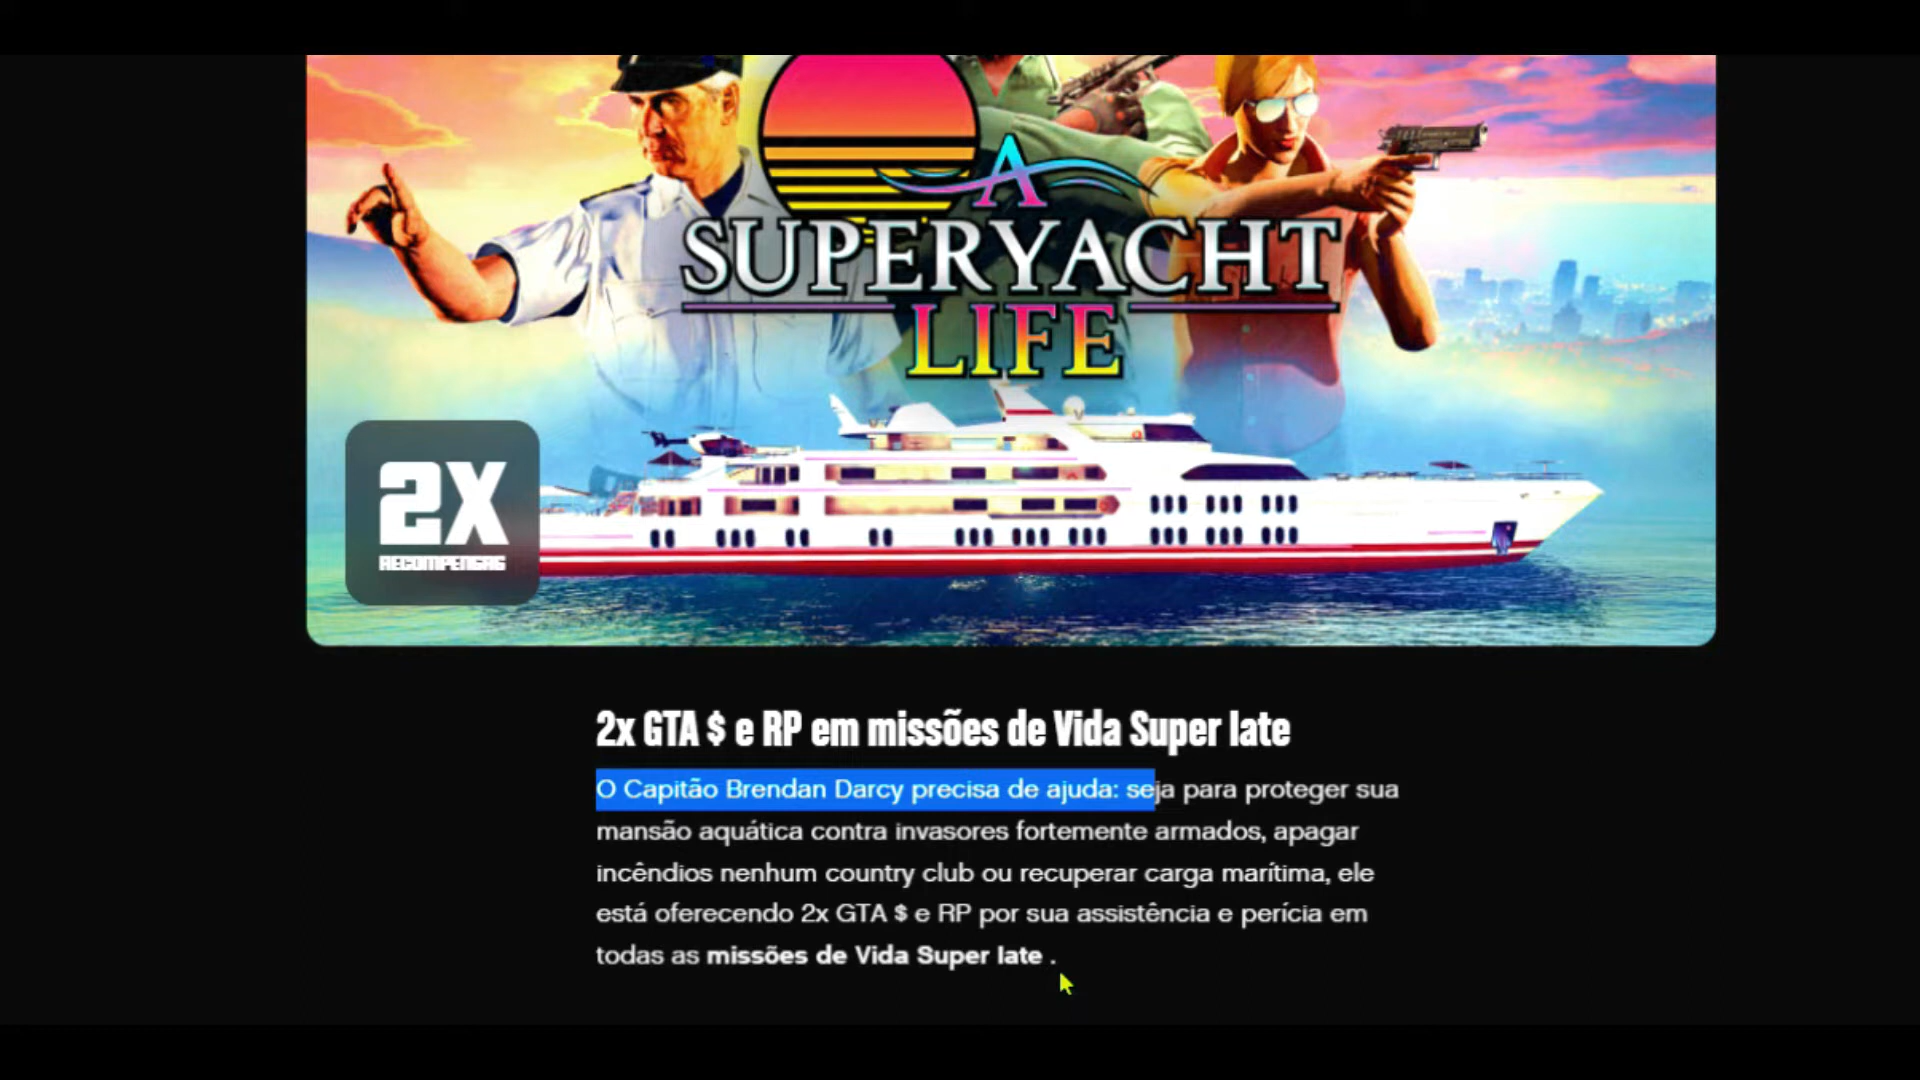 A
SUPERYACHT
LIFE
2X
RECOMPENSAS
2x GTA $ e RP em missões de Vida Super Iate
O Capitão Brendan Darcy precisa de ajuda: seja para proteger sua
mansão aquática contra invasores fortemente armados, apagar
incêndios nenhum country club ou recuperar carga marítima, ele
está oferecendo 2x GTA $ e RP por sua assistência e perícia em
todas as missões de Vida Super Iate .